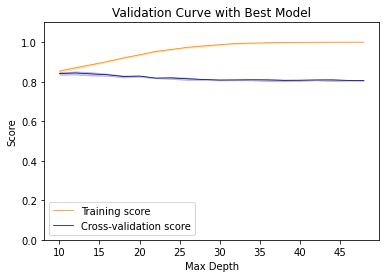 Validation Curve with Best Model
Score
1.0
0.8
0.6
0.4
0.2
0.0
Training score
Cross-validation score
10 15 20 25 30 35 40 45
Max Depth